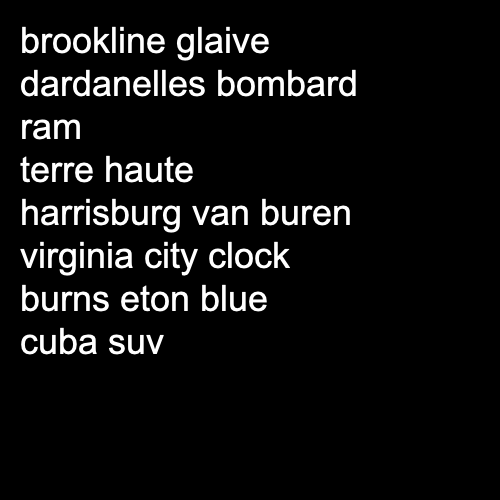 brookline glaive
dardanelles bombard
ram
terre haute
harrisburg van buren
virginia city clock
burns eton blue
cuba suv